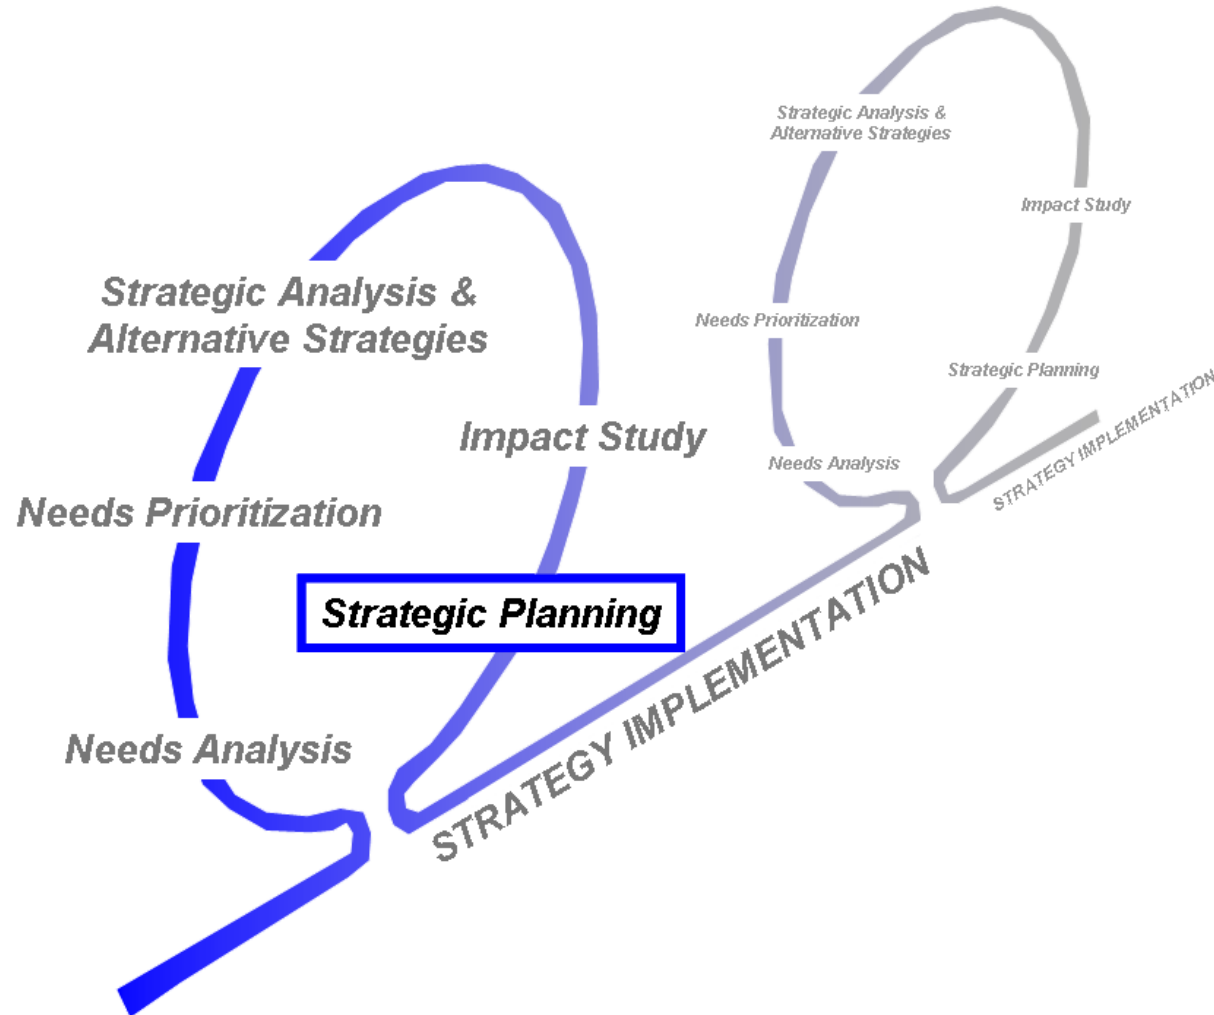 Strategic Analysis &
Alternative Strategies
Impact Study
Needs Prioritization
Strategic Planning
Needs Analysis
STRATEGY IMPLEMENTATION
Strategic Analysis &
Alternative Strategies
Impact Study
Needs Prioritization
Strategic Planning
Needs Analysis
STRATEGY IMPLEMENTATION